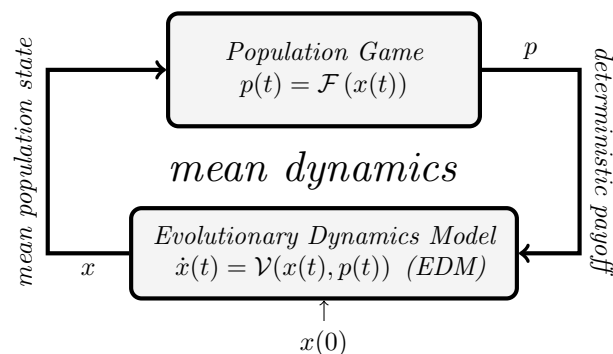 Population Game
p(t) = F (x(t))
p
mean population state
deterministic payoff
mean dynamics
Evolutionary Dynamics Model
ẋ(t) = V(x(t), p(t)) (EDM)
x
x(0)